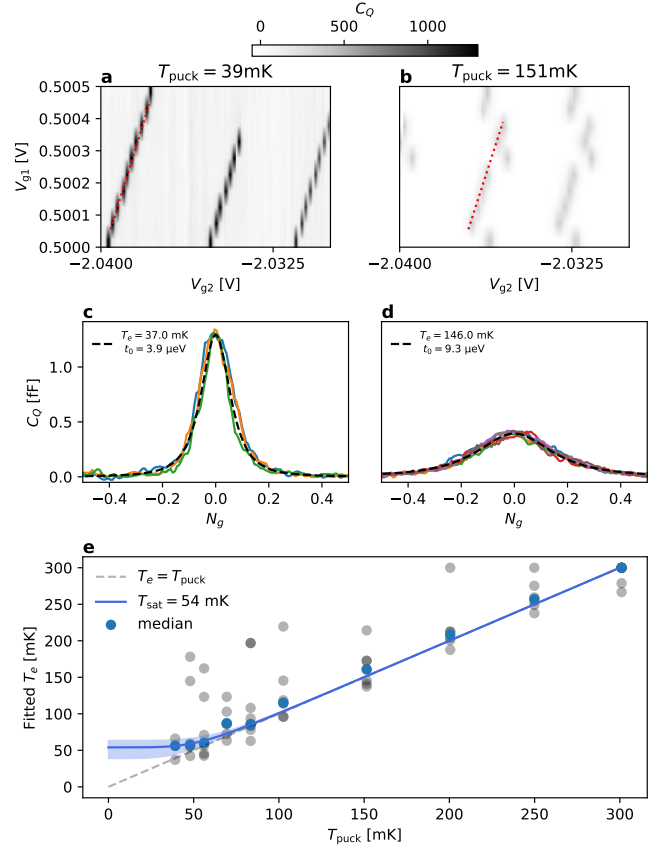 C_Q
0 500 1000
a T_puck = 39mK
b T_puck = 151mK
0.5005
0.5004
0.5003
0.5002
0.5001
0.5000
V_g1 [V]
−2.0400 −2.0325
−2.0400 −2.0325
V_g2 [V]
V_g2 [V]
c
d
T_e = 37.0 mK
t_0 = 3.9 μeV
T_e = 146.0 mK
t_0 = 9.3 μeV
1.0
0.5
0.0
C_Q [fF]
−0.4 −0.2 0.0 0.2 0.4
−0.4 −0.2 0.0 0.2 0.4
N_g
N_g
e
T_e = T_puck
T_sat = 54 mK
median
300
250
200
150
100
50
0
Fitted T_e [mK]
0 50 100 150 200 250 300
T_puck [mK]